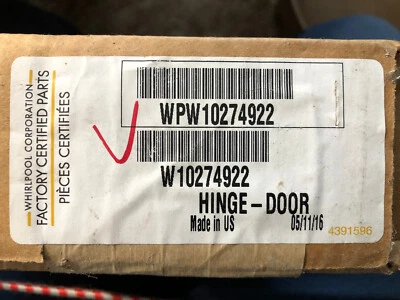 WHIRLPOOL CORPORATION
FACTORY CERTIFIED PARTS
PIÈCES CERTIFIÉES
WPW10274922
W10274922
HINGE-DOOR
Made in US 05/11/16
4391596